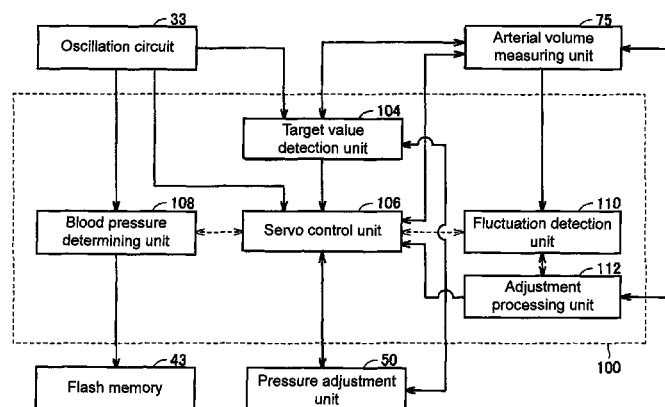 33
75
Oscillation circuit
Arterial volume
measuring unit
104
Target value
detection unit
108
106
110
Blood pressure
determining unit
Servo control unit
Fluctuation detection
unit
112
Adjustment
processing unit
43
50
100
Flash memory
Pressure adjustment
unit